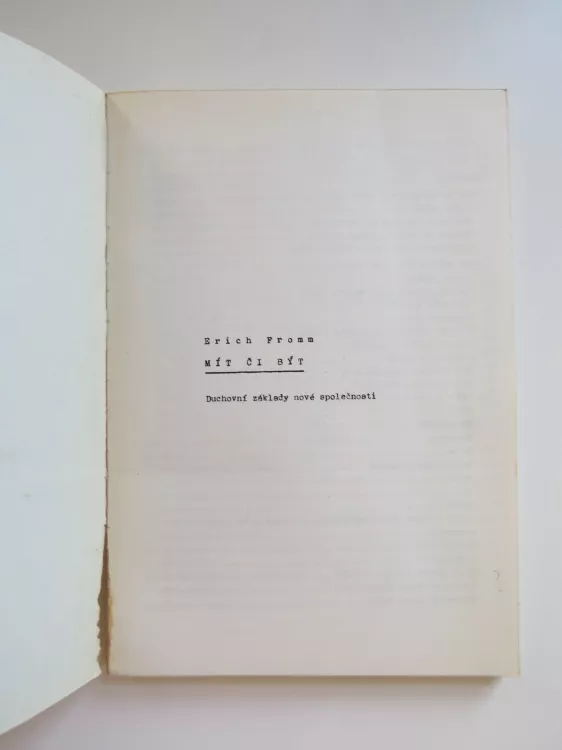 Erich Fromm
MÍT ČI BÝT
Duchovní základy nové společnosti